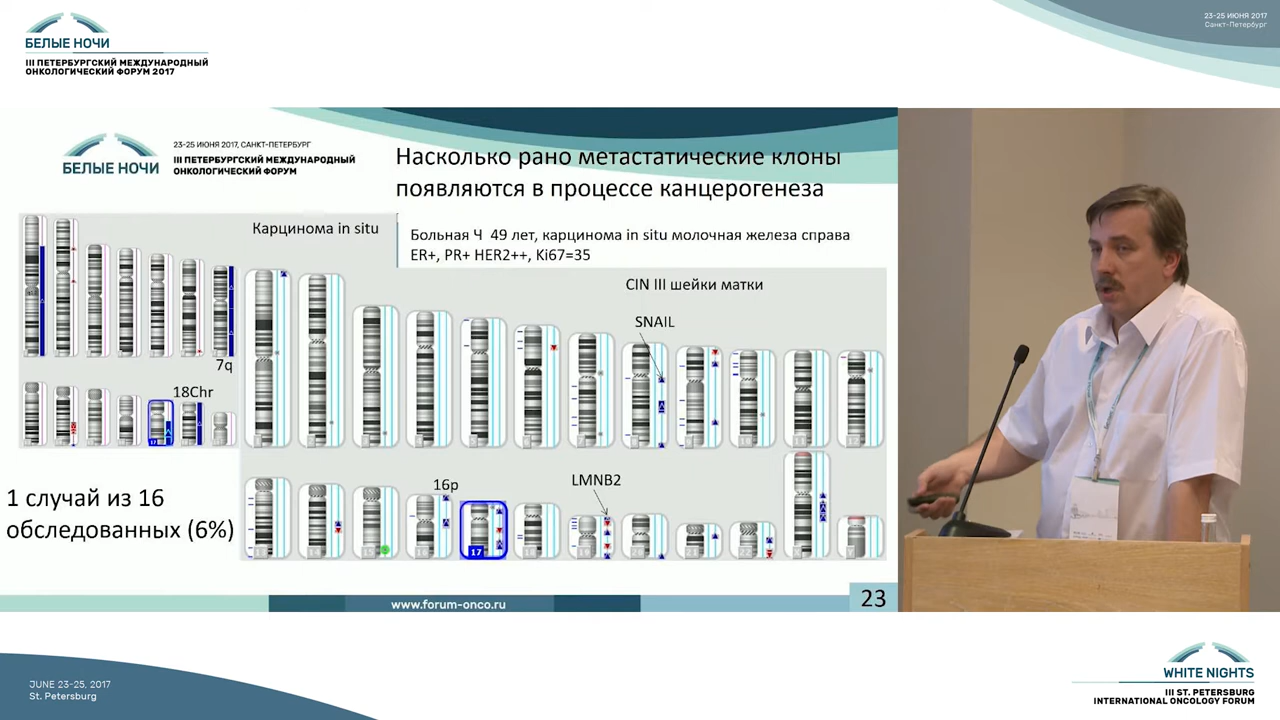 БЕЛЫЕ НОЧИ
III ПЕТЕРБУРГСКИЙ МЕЖДУНАРОДНЫЙ
ОНКОЛОГИЧЕСКИЙ ФОРУМ 2017
23-25 ИЮНЯ 2017
Санкт-Петербург
БЕЛЫЕ НОЧИ
23-25 ИЮНЯ 2017, САНКТ-ПЕТЕРБУРГ
III ПЕТЕРБУРГСКИЙ МЕЖДУНАРОДНЫЙ
ОНКОЛОГИЧЕСКИЙ ФОРУМ
Насколько рано метастатические клоны
появляются в процессе канцерогенеза
Карцинома in situ
Больная Ч 49 лет, карцинома in situ молочная железа справа
ER+, PR+ HER2++, Ki67=35
CIN III шейки матки
SNAIL
7q
18Chr
16p
LMNB2
17
17
1 случай из 16
обследованных (6%)
www.forum-onco.ru
23
JUNE 23-25, 2017
St. Petersburg
WHITE NIGHTS
III ST. PETERSBURG
INTERNATIONAL ONCOLOGY FORUM